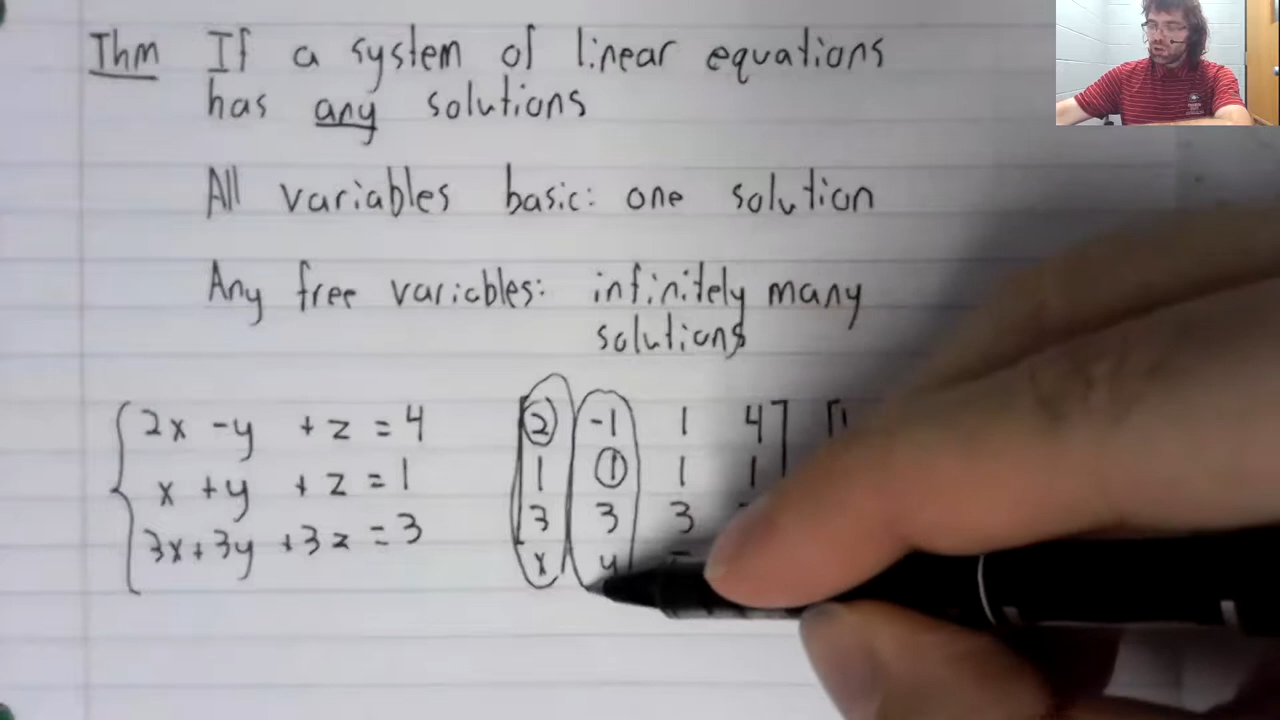 Thm If a system of linear equations
has any solutions
All variables basic: one solution
Any free variables: infinitely many
solutions
2x -y +z =4
x +y +z =1
3x+3y +3z =3
2 -1 1 4
1 1 1 1
3 3 3
x y